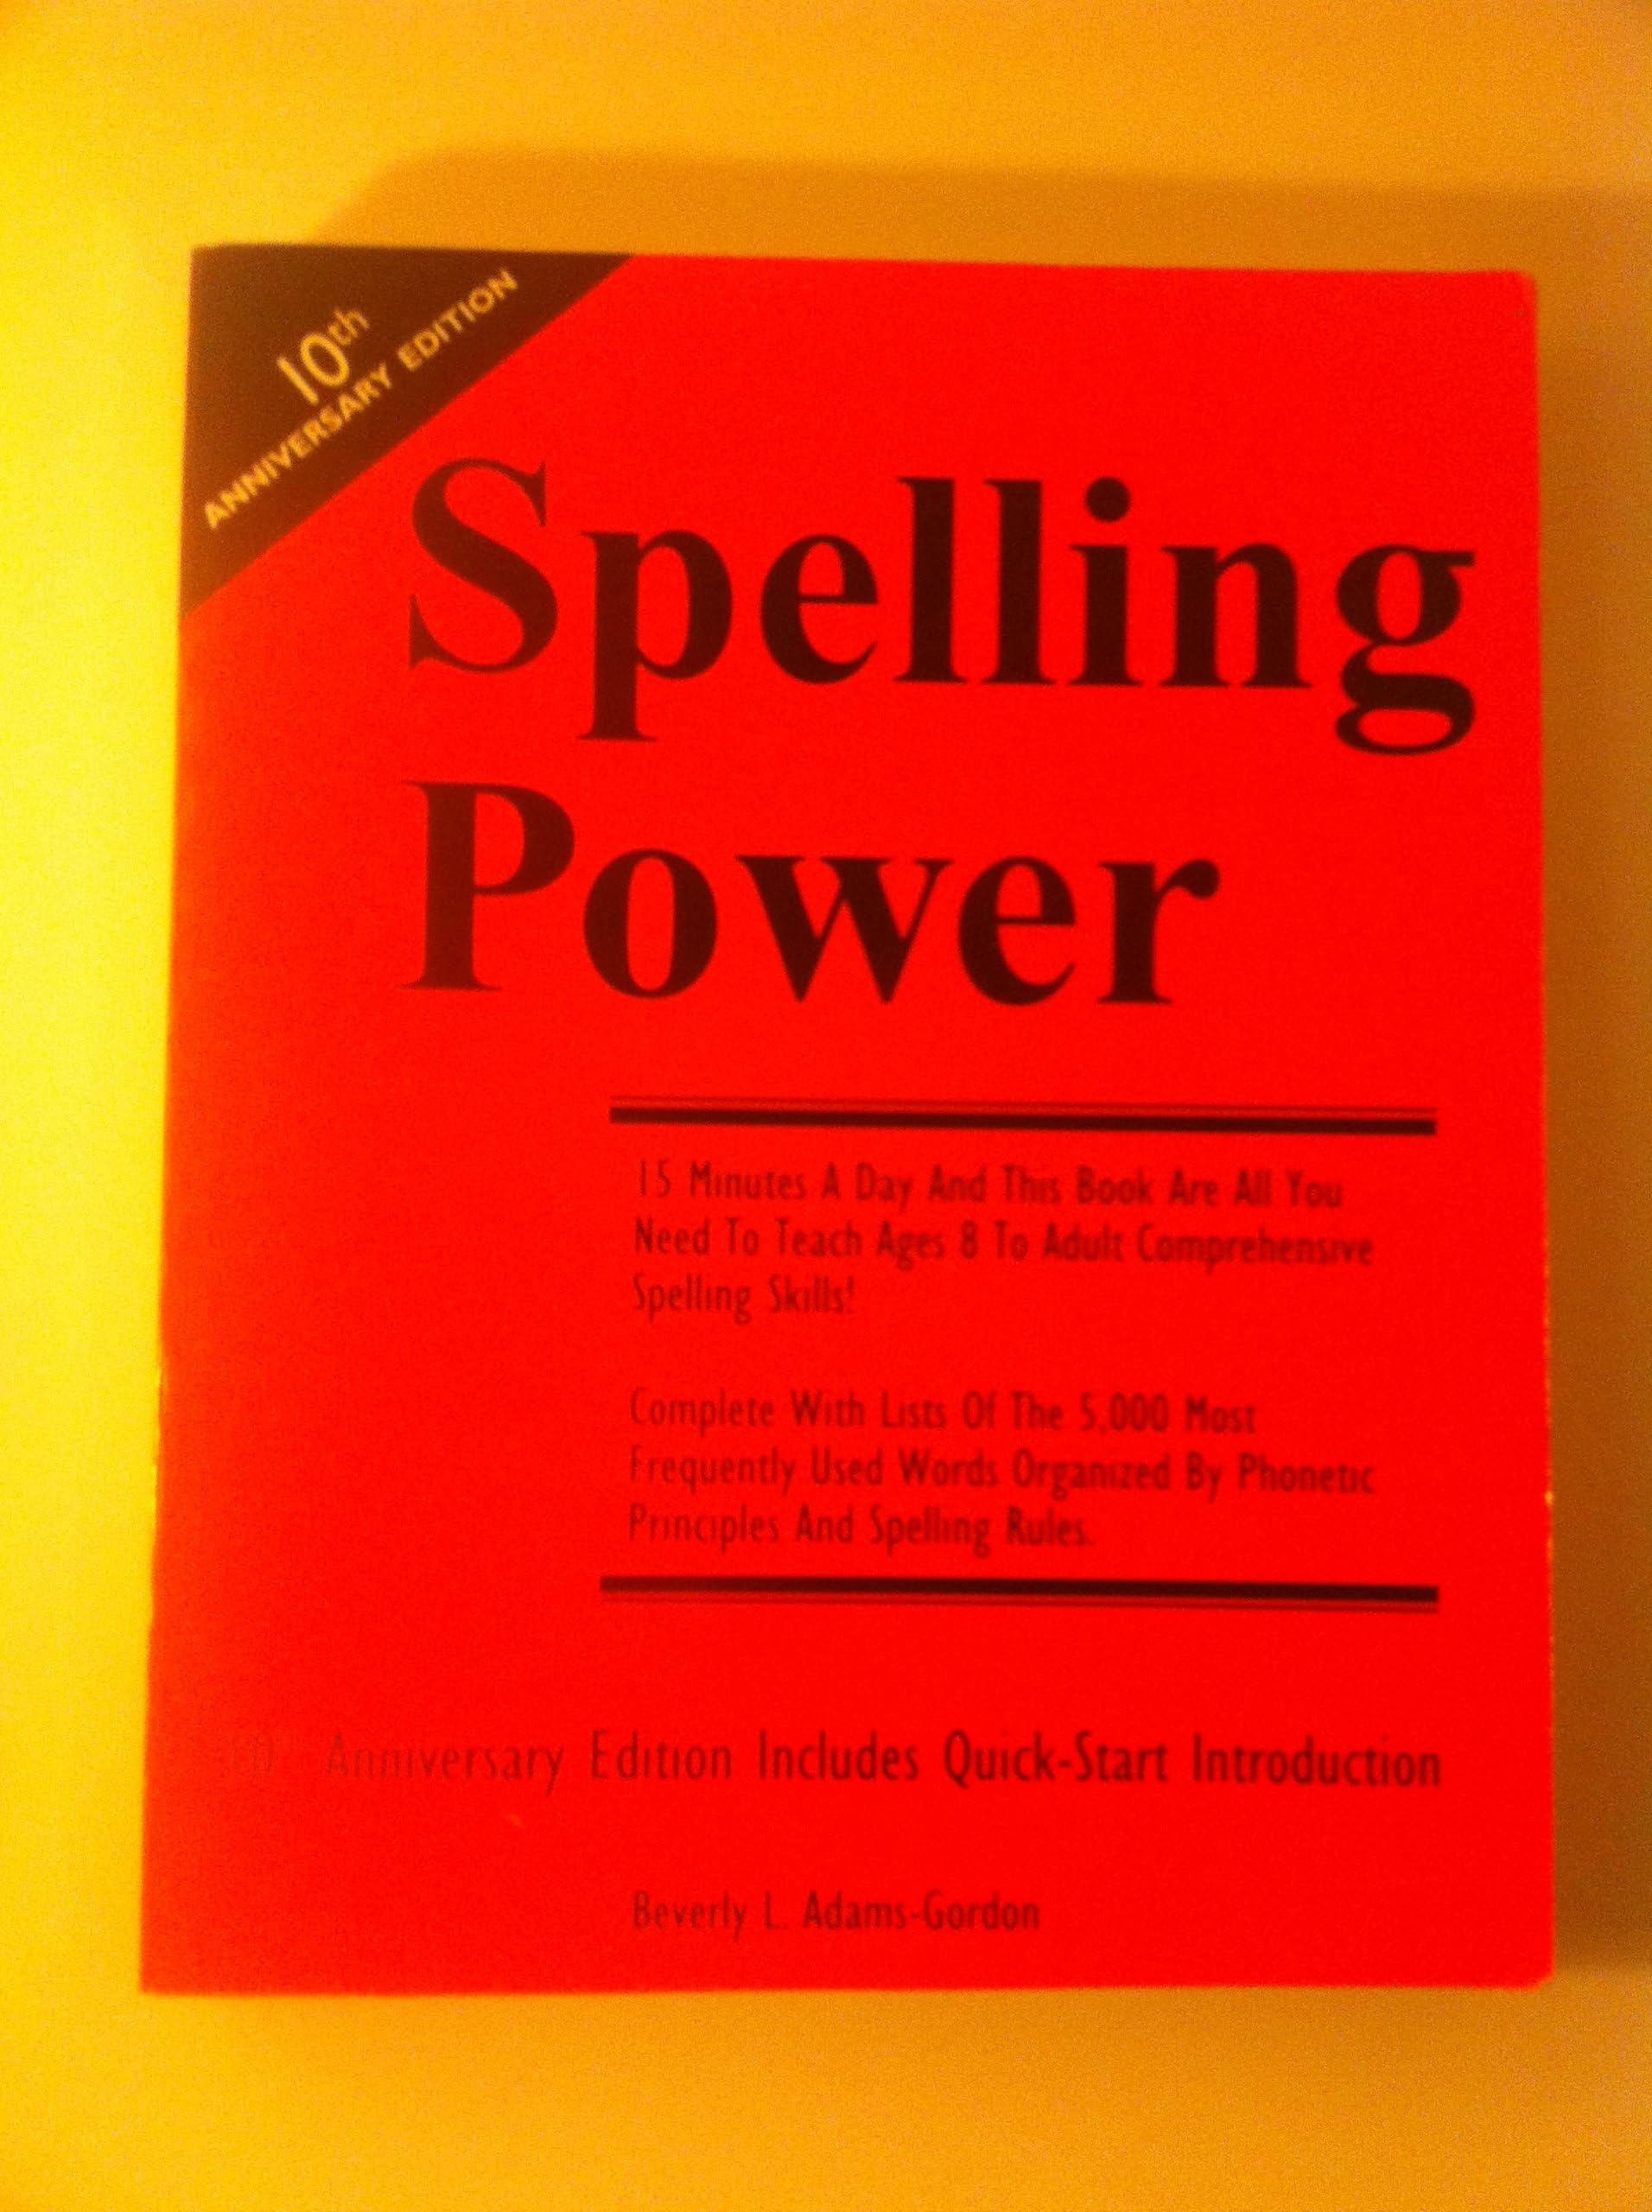 10th
ANNIVERSARY EDITION
Spelling
Power
15 Minutes A Day And This Book Are All You
Need To Teach Ages 8 To Adult Comprehensive
Spelling Skills!
Complete With Lists Of The 5,000 Most
Frequently Used Words Organized By Phonetic
Principles And Spelling Rules.
Anniversary Edition Includes Quick-Start Introduction
Beverly L. Adams-Gordon